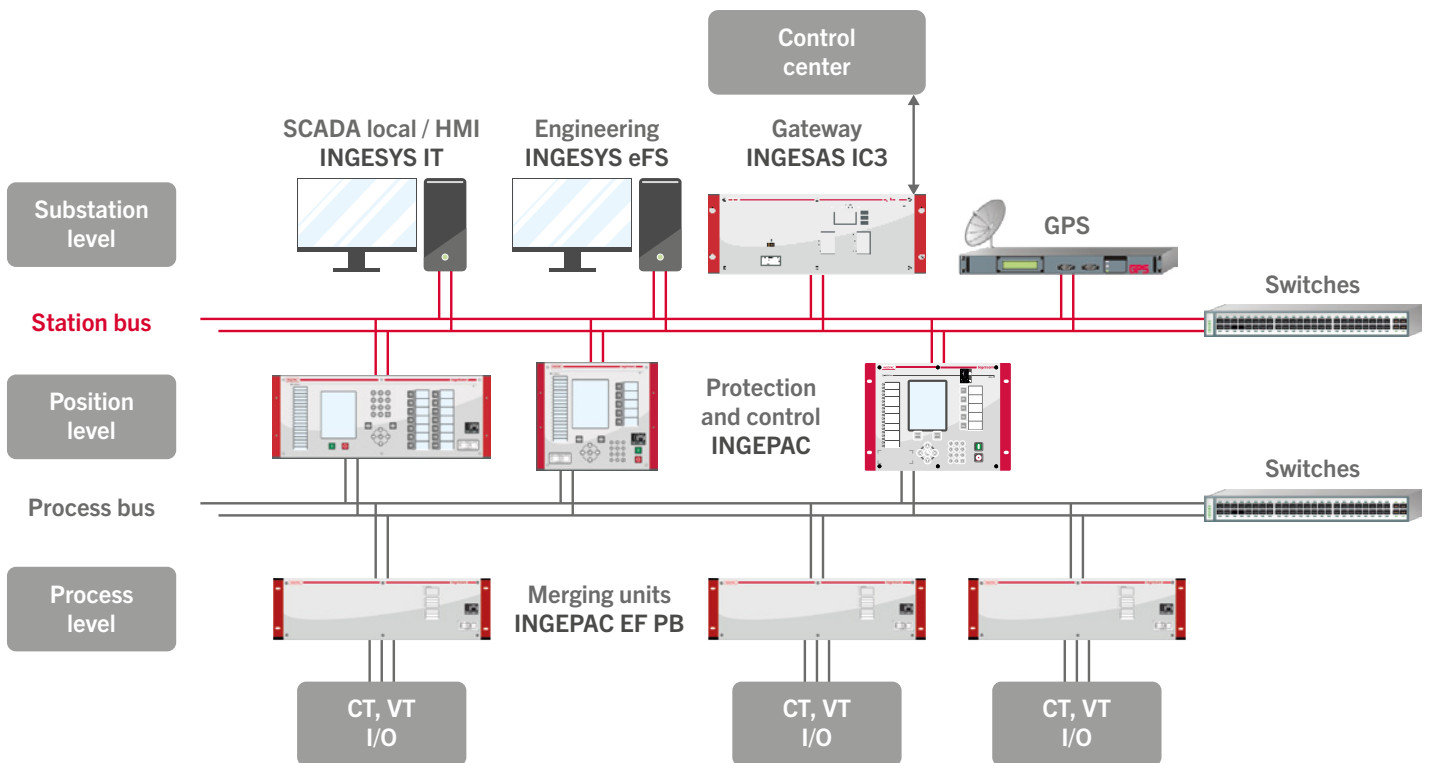 Control
center
SCADA local / HMI
INGESYS IT
Engineering
INGESYS eFS
Gateway
INGESAS IC3
Substation
level
GPS
GPS
Switches
Station bus
Position
level
Protection
and control
INGEPAC
Switches
Process bus
Process
level
Merging units
INGEPAC EF PB
CT, VT
I/O
CT, VT
I/O
CT, VT
I/O